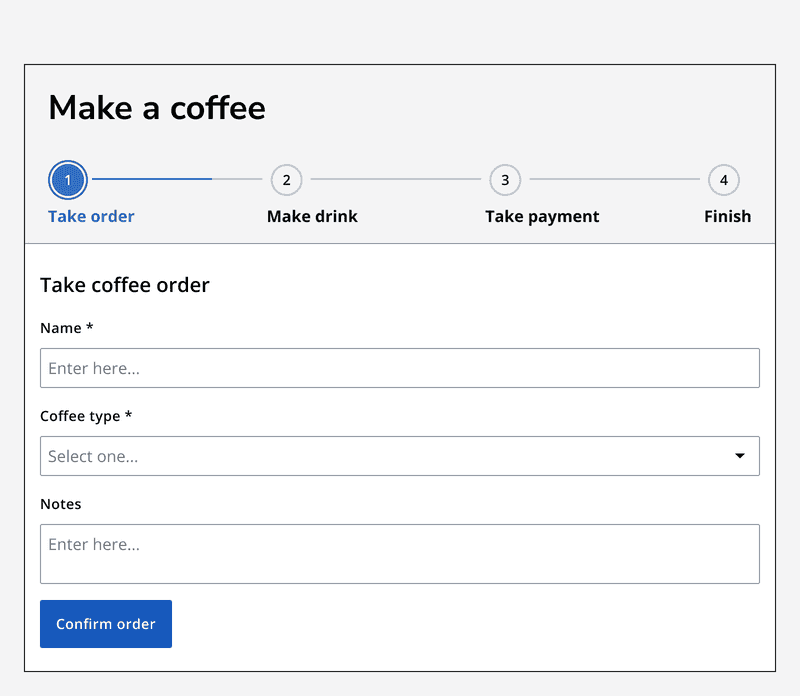 Make a coffee
1 2 3 4
Take order Make drink Take payment Finish
Take coffee order
Name *
Enter here...
Coffee type *
Select one...
Notes
Enter here...
Confirm order